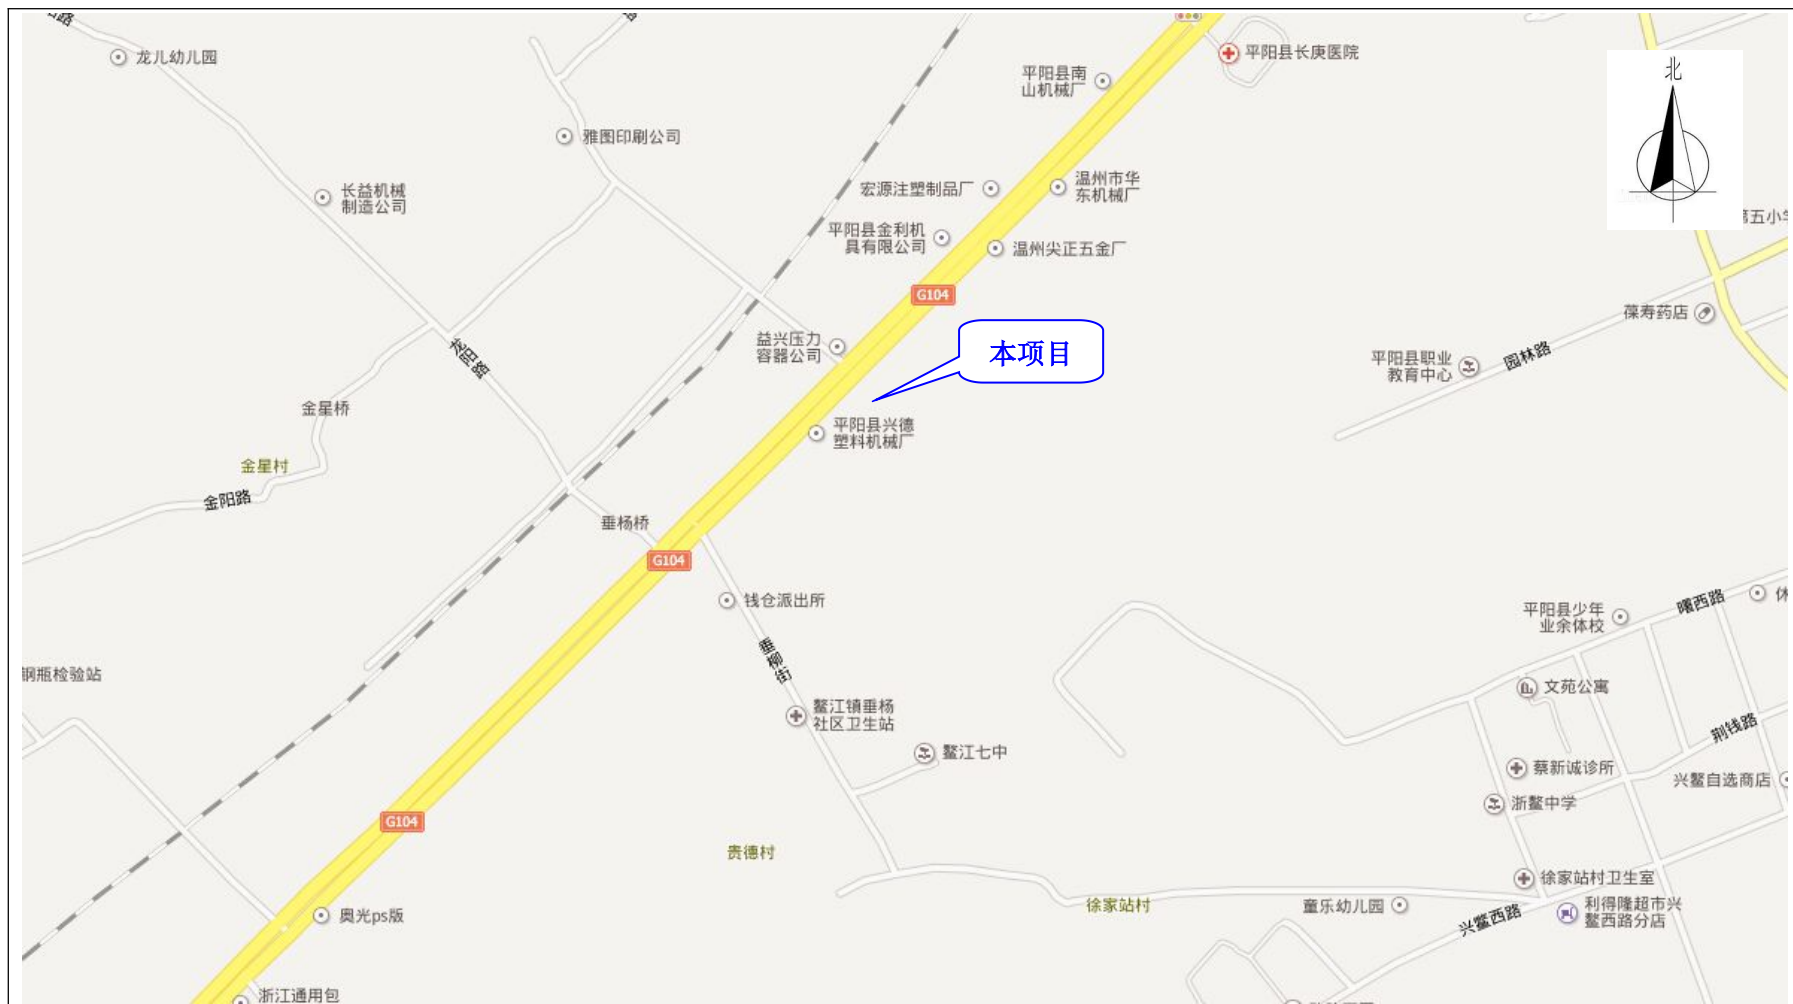 龙儿幼儿园
平阳县长庚医院
平阳县南
山机械厂
北
雅图印刷公司
长益机械
制造公司
宏源注塑制品厂
温州市华
东机械厂
平阳县金利机
具有限公司
温州尖正五金厂
第五小学
G104
葆寿药店
益兴压力
容器公司
本项目
龙阳路
平阳县职业
教育中心
园林路
金星桥
平阳县兴德
塑料机械厂
金星村
金阳路
垂杨桥
G104
钱仓派出所
平阳县少年
业余体校
曙西路
休
垂柳街
钢瓶检验站
文苑公寓
鳌江镇垂杨
社区卫生站
荆钱路
鳌江七中
蔡新诚诊所
兴鳌自选商店
浙鳌中学
G104
贵德村
徐家站村卫生室
徐家站村
童乐幼儿园
利得隆超市兴
鳌西路分店
兴鳌西路
奥光ps版
浙江通用包